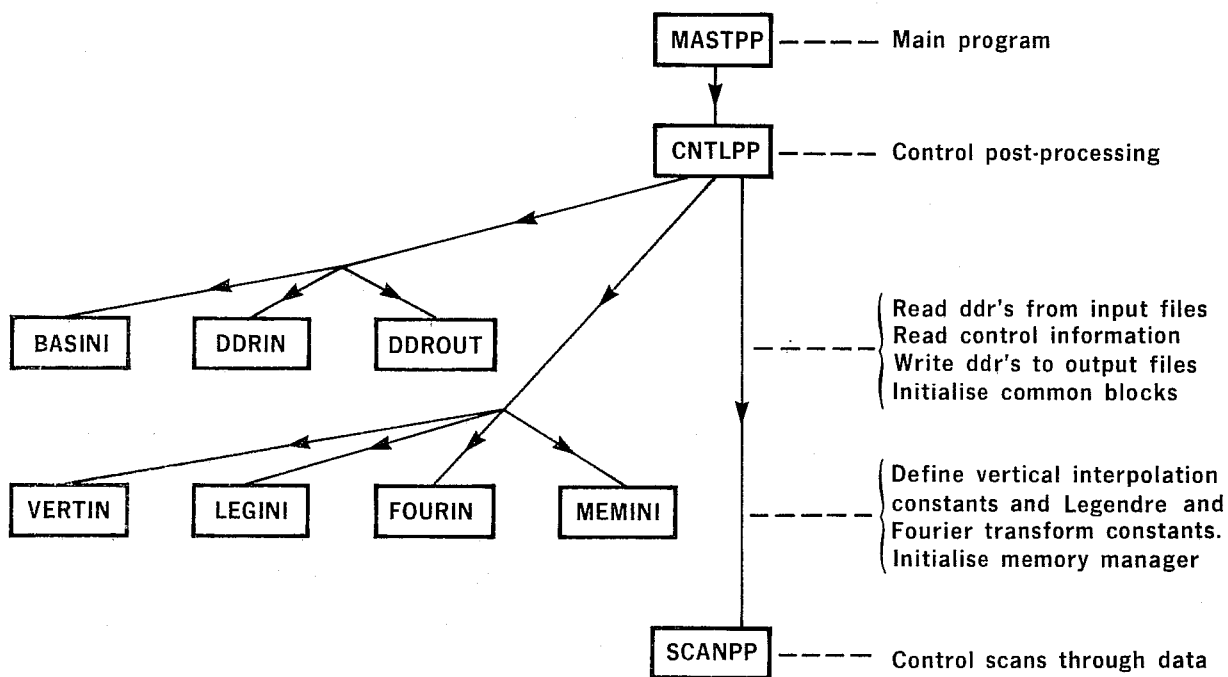 MASTPP
Main program
CNTLPP
Control post-processing
BASINI
DDRIN
DDROUT
Read ddr's from input files
Read control information
Write ddr's to output files
Initialise common blocks
VERTIN
LEGINI
FOURIN
MEMINI
Define vertical interpolation
constants and Legendre and
Fourier transform constants.
Initialise memory manager
SCANPP
Control scans through data